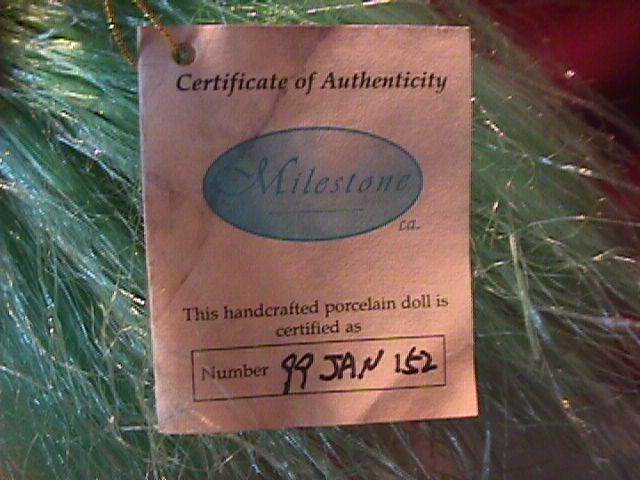 Certificate of Authenticity
Milestone
ca.
This handcrafted porcelain doll is
certified as
Number 99 JAN 152